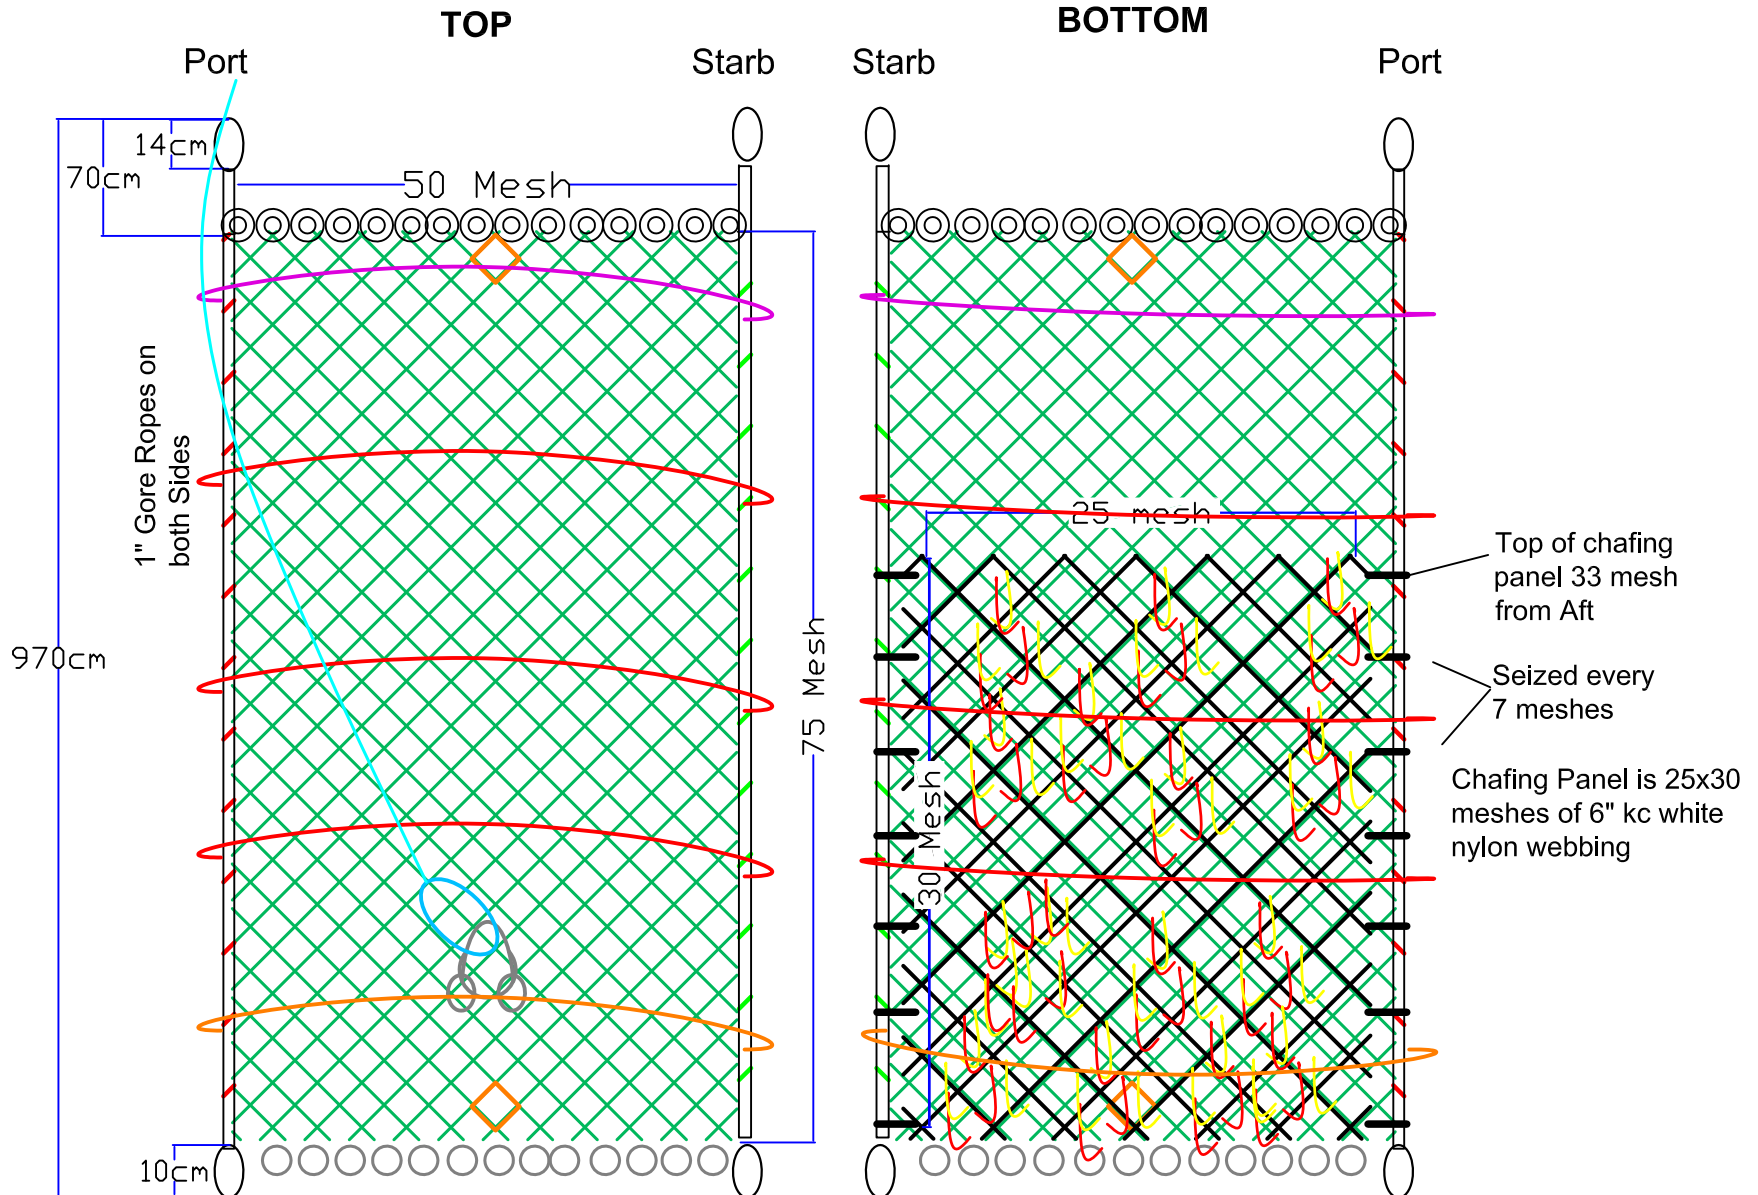 TOP
BOTTOM
Port
Starb
Starb
Port
14cm
70cm
50 Mesh
1" Gore Ropes on
both Sides
970cm
75 Mesh
25 mesh
30 Mesh
Top of chafing
panel 33 mesh
from Aft
Seized every
7 meshes
Chafing Panel is 25x30
meshes of 6" kc white
nylon webbing
10cm